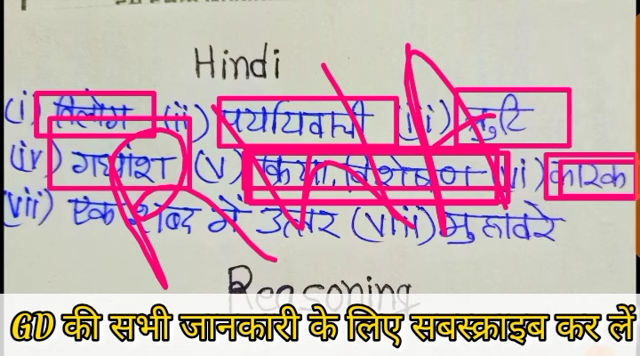 Hindi
(i) विलोम (ii) पर्यायवाची (iii) त्रुटि
(iv) गद्यांश (v) क्रिया, विशेषण (vi) कारक
(vii) एक शब्द में उत्तर (viii) मुहावरे
Reasoning
GD की सभी जानकारी के लिए सबस्क्राइब कर लें